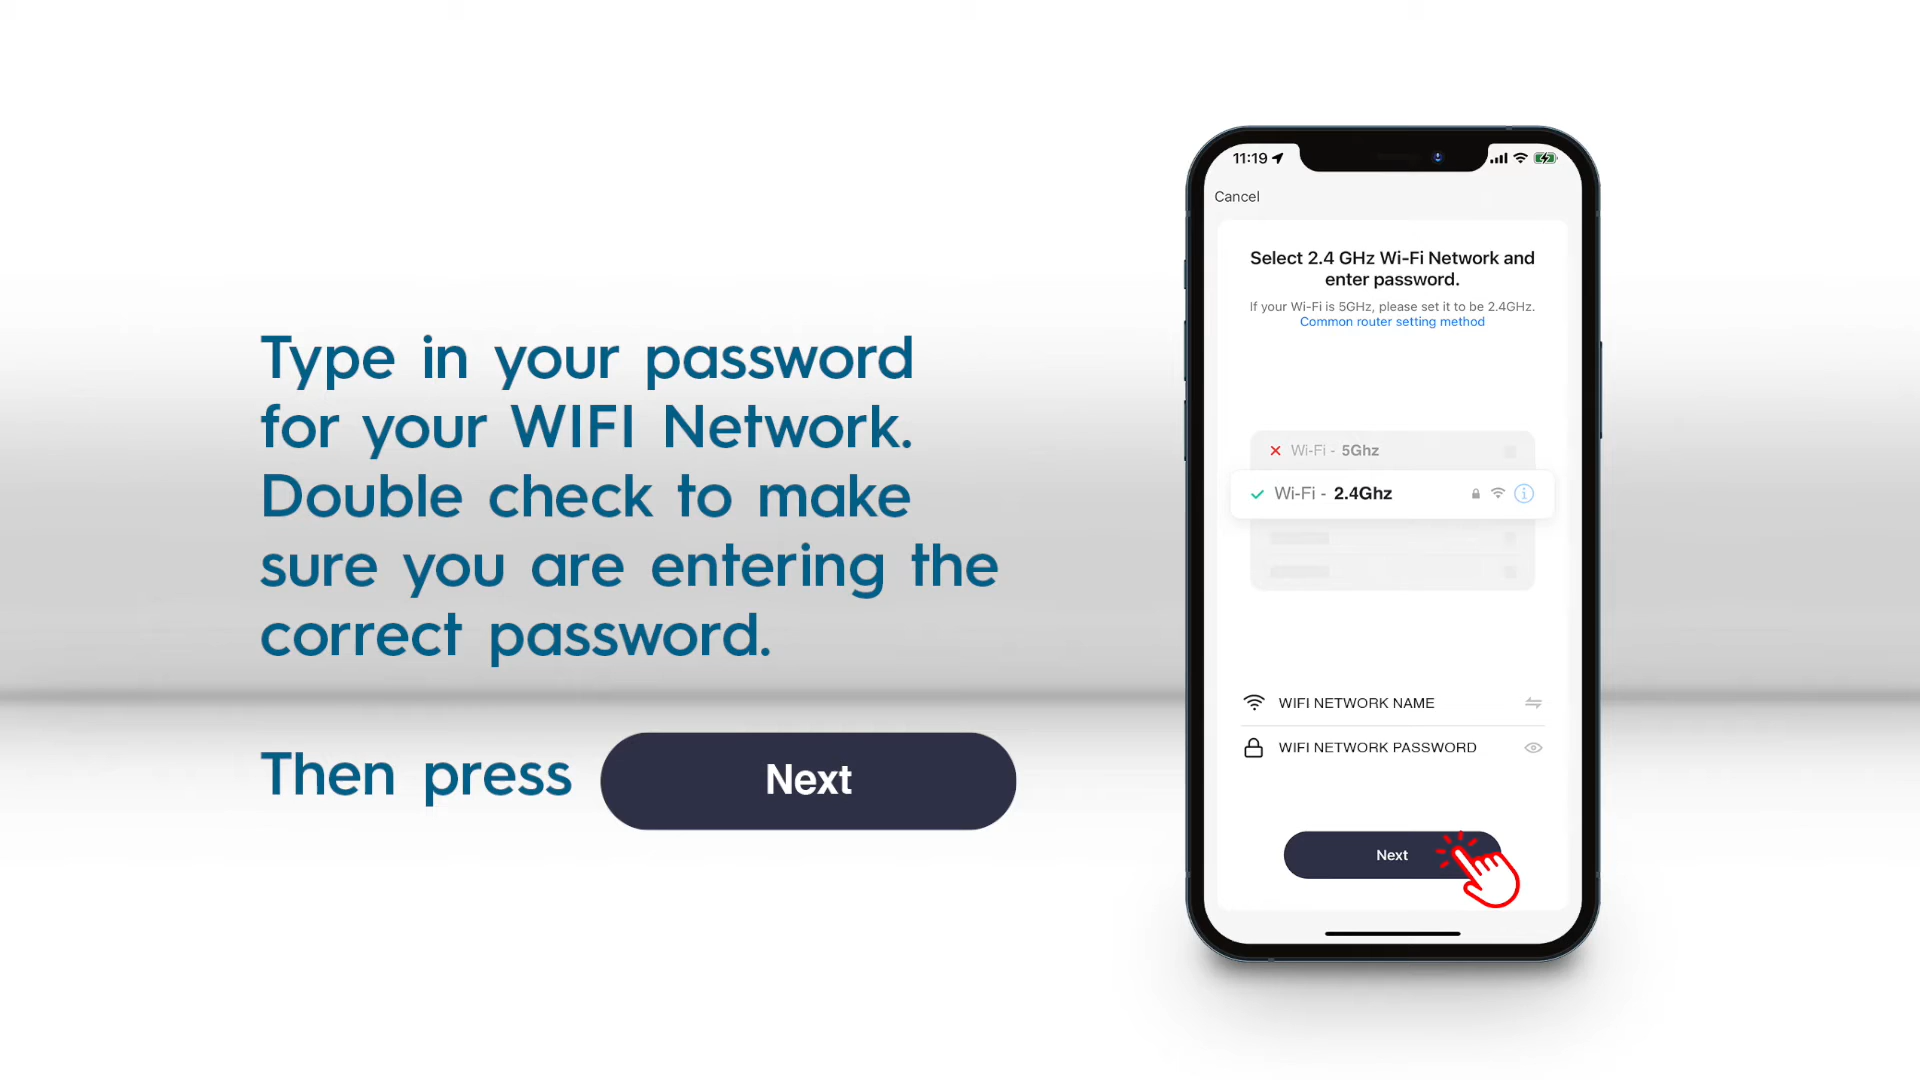 Type in your password
for your WIFI Network.
Double check to make
sure you are entering the
correct password.
Then press Next
11:19
Cancel
Select 2.4 GHz Wi-Fi Network and
enter password.
If your Wi-Fi is 5GHz, please set it to be 2.4GHz.
Common router setting method
Wi-Fi - 5Ghz
Wi-Fi - 2.4Ghz
WIFI NETWORK NAME
WIFI NETWORK PASSWORD
Next